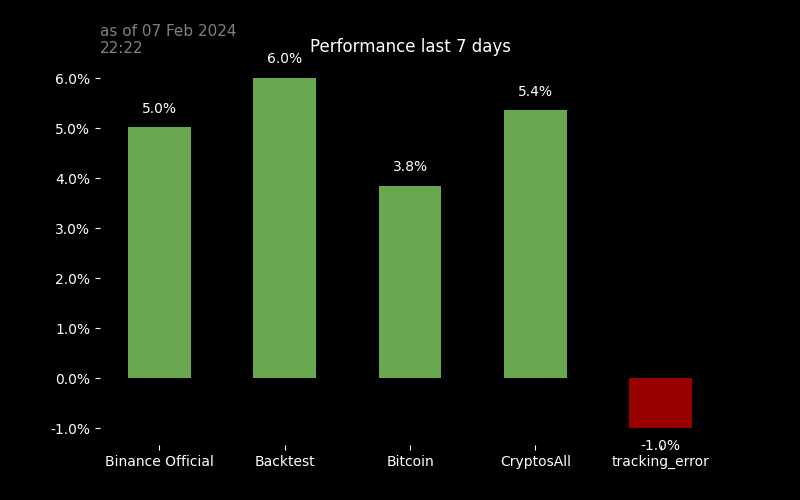 as of 07 Feb 2024
22:22
Performance last 7 days
6.0%
5.0%
4.0%
3.0%
2.0%
1.0%
0.0%
-1.0%
5.0%
6.0%
3.8%
5.4%
-1.0%
Binance Official
Backtest
Bitcoin
CryptosAll
tracking_error